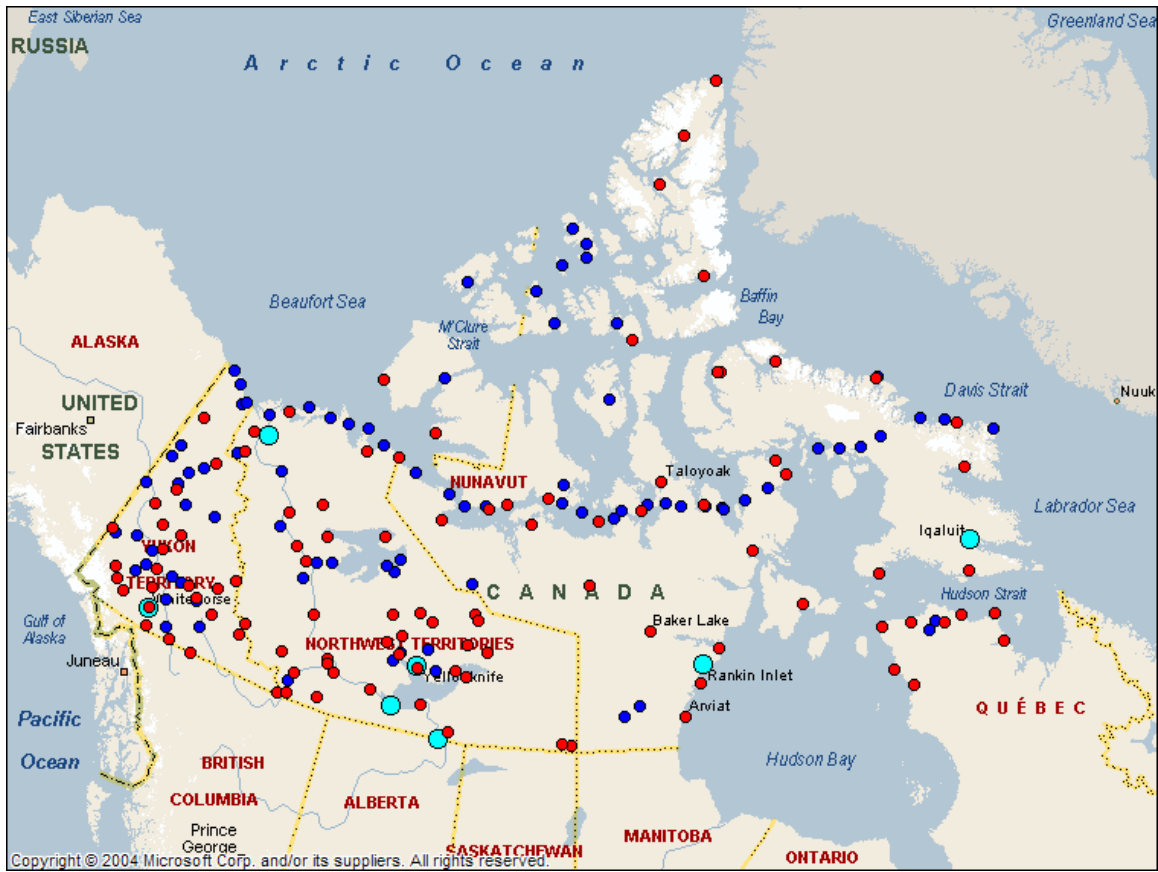 East Siberian Sea
Greenland Sea
RUSSIA
Arctic Ocean
Beaufort Sea
Baffin
Bay
M'Clure
Strait
ALASKA
Davis Strait
Nuuk
UNITED
Fairbanks
STATES
Taloyoak
NUNAVUT
Labrador Sea
Iqaluit
YUKON
TERRITORY
CANADA
Hudson Strait
Whitehorse
Gulf of
Alaska
Baker Lake
NORTHWEST TERRITORIES
Juneau
Yellowknife
Rankin Inlet
Arviat
QUÉBEC
Pacific
Ocean
Hudson Bay
BRITISH
COLUMBIA
ALBERTA
Prince
George
MANITOBA
SASKATCHEWAN
ONTARIO
Copyright © 2004 Microsoft Corp. and/or its suppliers. All rights reserved.